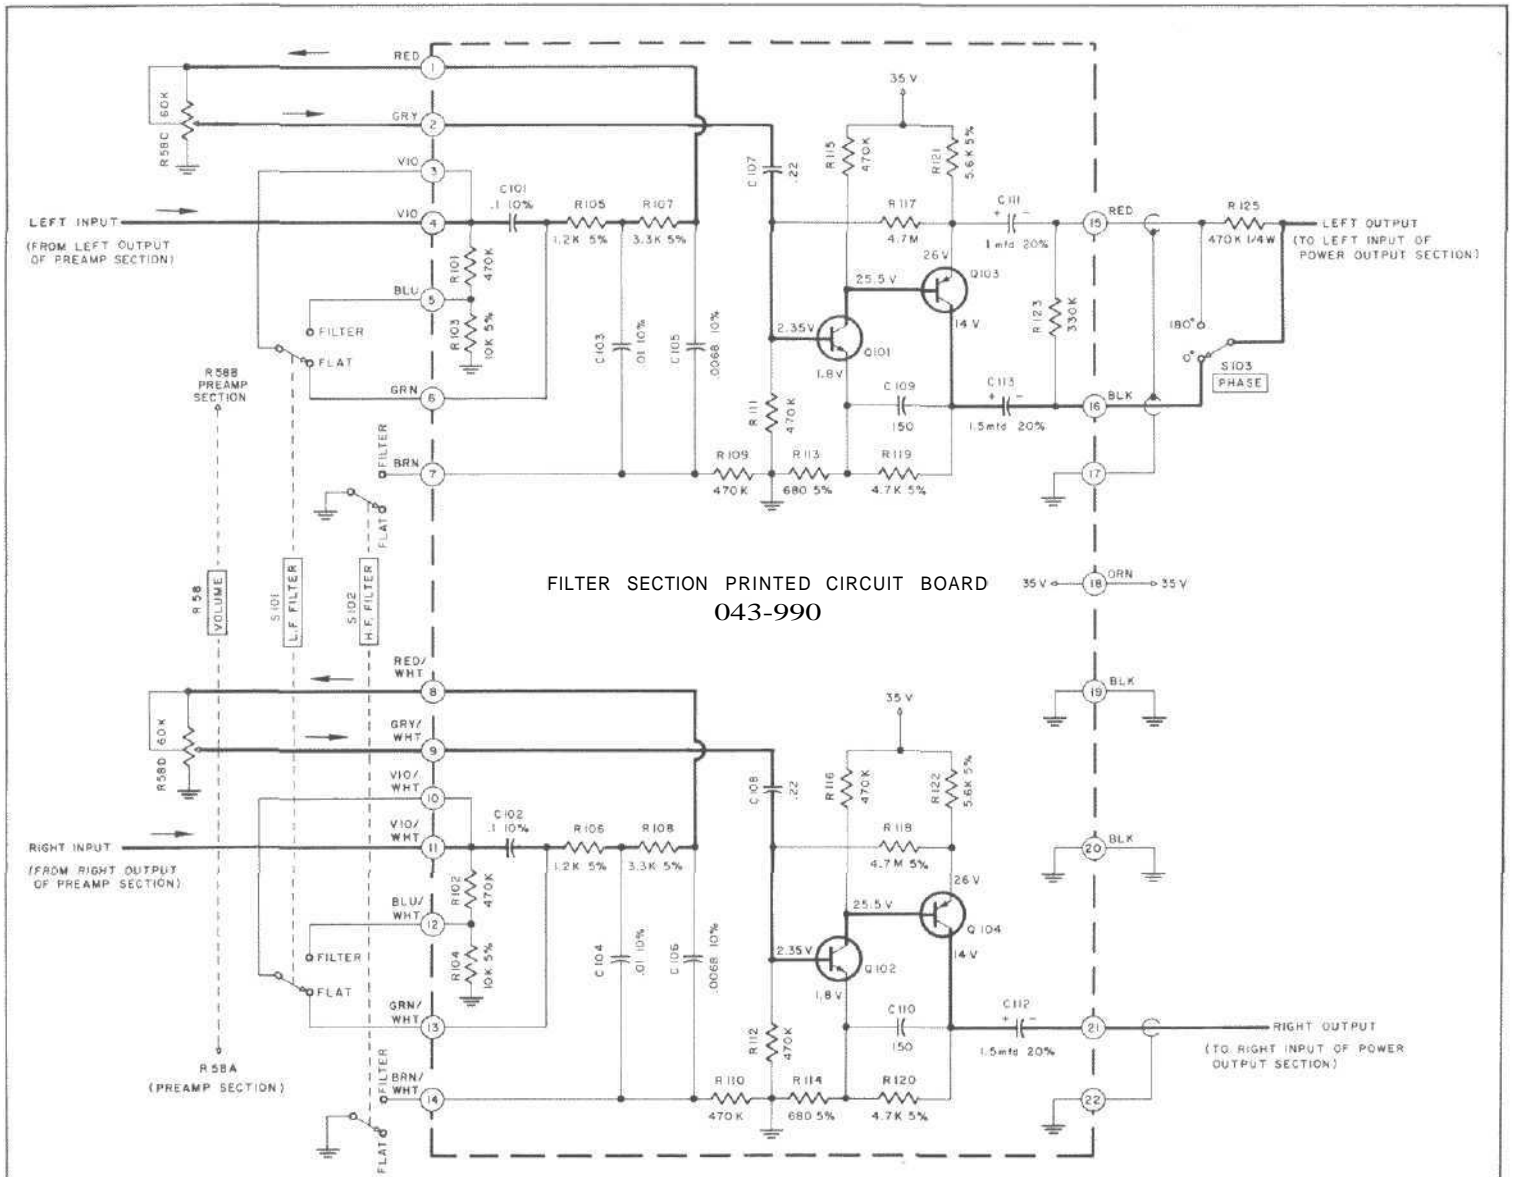 RED
1
35V
R58C 60K
GRY
2
R115
470K
R121
5.6K 5%
C107
.22
VIO
3
C101
.1 10%
R105
R107
R117
C111
+ -
15
RED
R125
LEFT INPUT
VIO
4
1.2K 5%
3.3K 5%
4.7M
1mfd 20%
470K 1/4W
LEFT OUTPUT
(FROM LEFT OUTPUT
OF PREAMP SECTION)
(TO LEFT INPUT OF
POWER OUTPUT SECTION)
R101
470K
26V
Q103
25.5V
BLU
5
R103
10K 5%
14V
R123
330K
FILTER
FLAT
C103
.01 10%
C105
.0068 10%
2.35V
Q101
1.8V
180°
0°
S103
PHASE
R58B
PREAMP
SECTION
GRN
6
C109
150
C113
+ -
1.5mfd 20%
16
BLK
R111
470K
FILTER
BRN
7
R109
470K
R113
680 5%
R119
4.7K 5%
17
FLAT
FILTER SECTION PRINTED CIRCUIT BOARD
043-990
35V
18
ORN
35V
R58
VOLUME
S101
L.F. FILTER
S102
H.F. FILTER
RED/
WHT
8
19
BLK
35V
R58D 60K
GRY/
WHT
9
R116
470K
R122
5.6K 5%
C108
.22
VIO/
WHT
10
C102
.1 10%
R106
R108
R118
RIGHT INPUT
VIO/
WHT
11
1.2K 5%
3.3K 5%
4.7M 5%
20
BLK
(FROM RIGHT OUTPUT
OF PREAMP SECTION)
R102
470K
26V
25.5V
Q104
BLU/
WHT
12
R104
10K 5%
14V
FILTER
FLAT
C104
.01 10%
C106
.0068 10%
2.35V
Q102
1.8V
GRN/
WHT
13
C110
150
C112
+ -
1.5mfd 20%
21
RIGHT OUTPUT
(TO RIGHT INPUT OF POWER
OUTPUT SECTION)
R112
470K
R58A
(PREAMP SECTION)
FILTER
BRN/
WHT
14
R110
470K
R114
680 5%
R120
4.7K 5%
22
FLAT